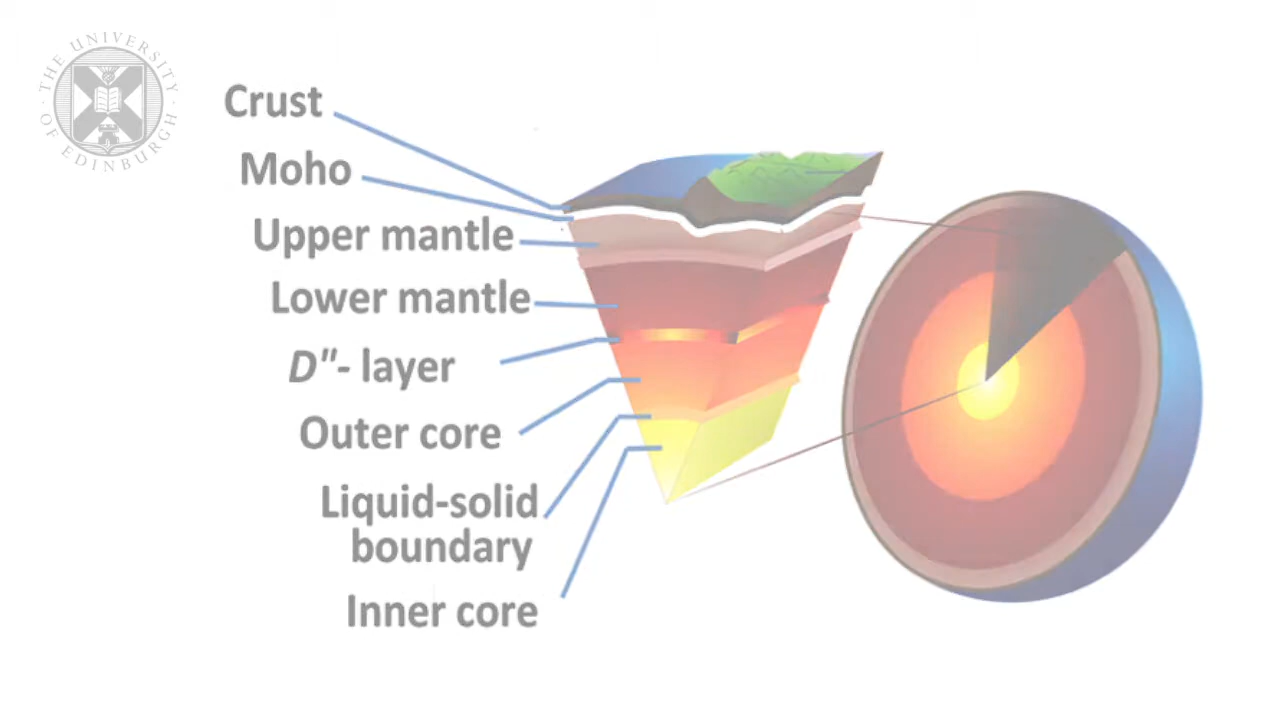 THE UNIVERSITY
OF EDINBURGH
Crust
Moho
Upper mantle
Lower mantle
D"- layer
Outer core
Liquid-solid
boundary
Inner core